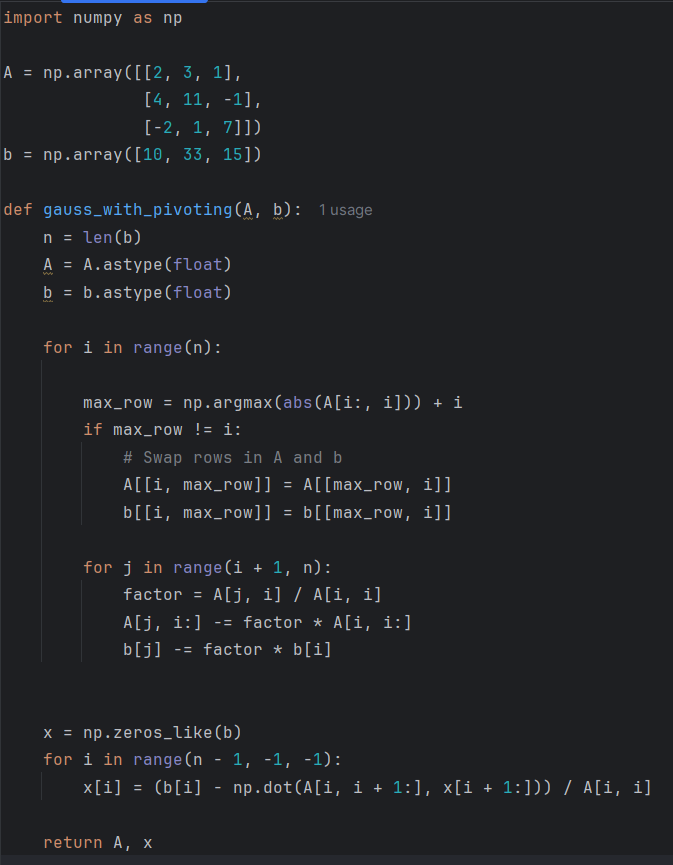 import numpy as np
A = np.array([[2, 3, 1],
              [4, 11, -1],
              [-2, 1, 7]])
b = np.array([10, 33, 15])
def gauss_with_pivoting(A, b):  1 usage
    n = len(b)
    A = A.astype(float)
    b = b.astype(float)
    for i in range(n):
        max_row = np.argmax(abs(A[i:, i])) + i
        if max_row != i:
            # Swap rows in A and b
            A[[i, max_row]] = A[[max_row, i]]
            b[[i, max_row]] = b[[max_row, i]]
        for j in range(i + 1, n):
            factor = A[j, i] / A[i, i]
            A[j, i:] -= factor * A[i, i:]
            b[j] -= factor * b[i]
    x = np.zeros_like(b)
    for i in range(n - 1, -1, -1):
        x[i] = (b[i] - np.dot(A[i, i + 1:], x[i + 1:])) / A[i, i]
    return A, x